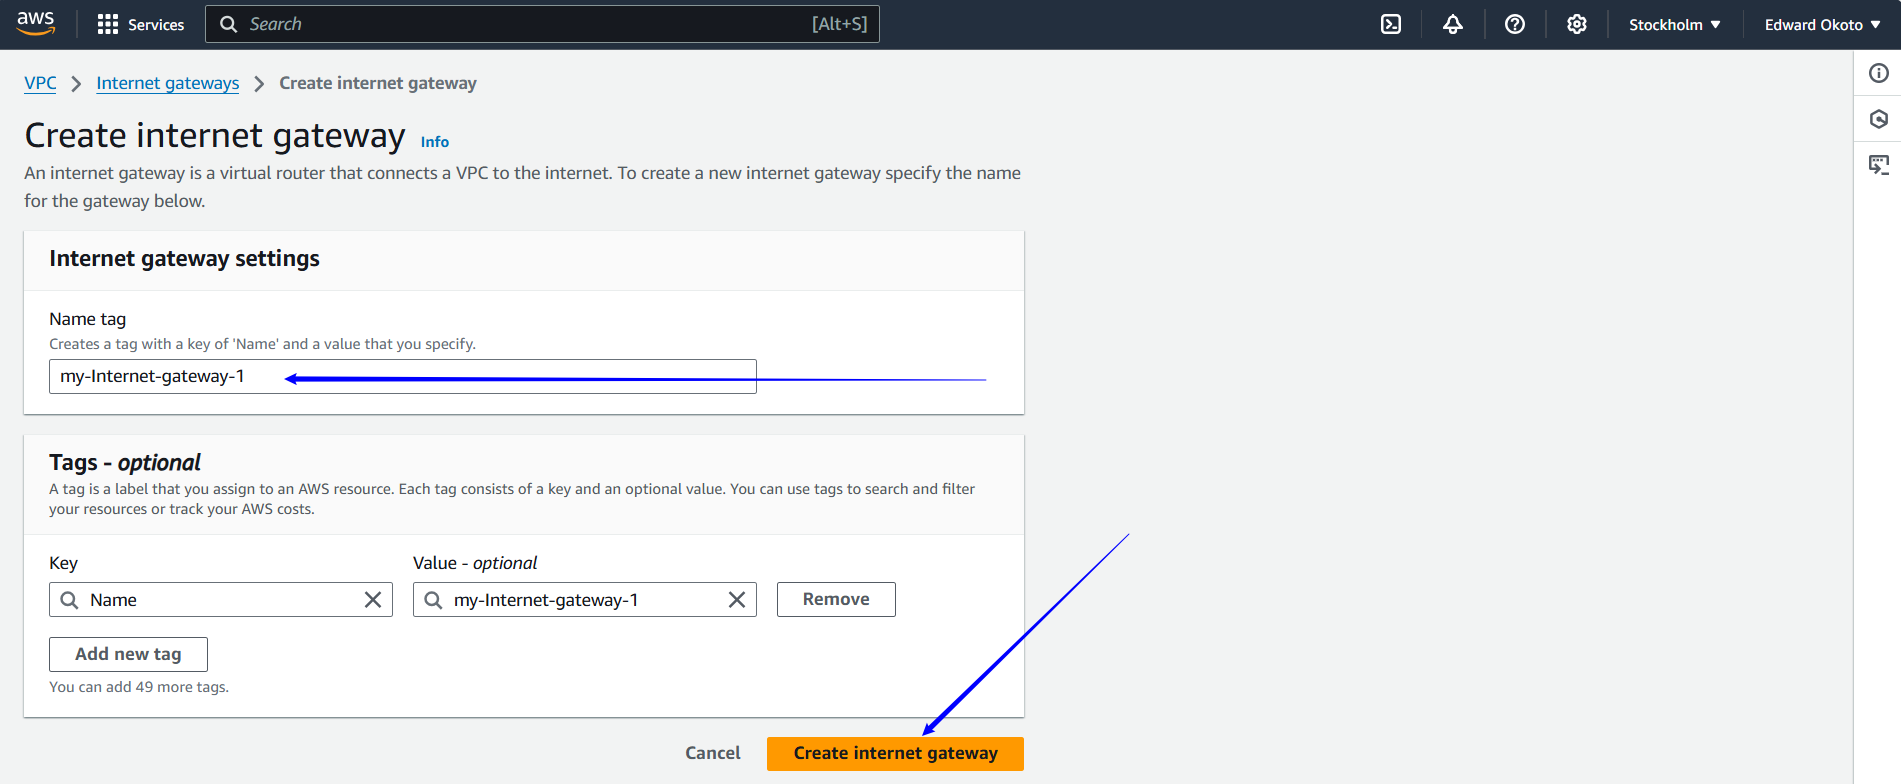 aws
Services
Search
[Alt+S]
Stockholm
Edward Okoto
VPC
Internet gateways
Create internet gateway
Create internet gateway
Info
An internet gateway is a virtual router that connects a VPC to the internet. To create a new internet gateway specify the name
for the gateway below.
Internet gateway settings
Name tag
Creates a tag with a key of 'Name' and a value that you specify.
my-Internet-gateway-1
Tags - optional
A tag is a label that you assign to an AWS resource. Each tag consists of a key and an optional value. You can use tags to search and filter
your resources or track your AWS costs.
Key
Value - optional
Name
my-Internet-gateway-1
Remove
Add new tag
You can add 49 more tags.
Cancel
Create internet gateway